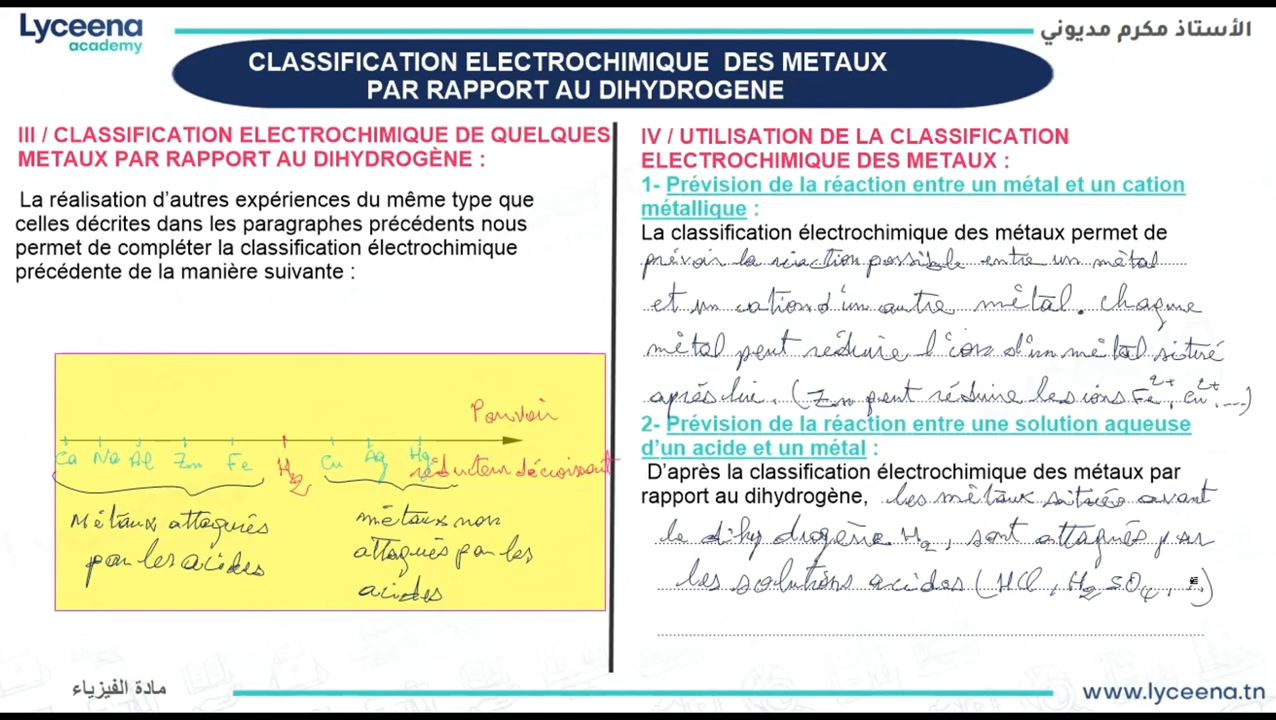 Lyceena
academy
الأستاذ مكرم مديوني
CLASSIFICATION ELECTROCHIMIQUE DES METAUX
PAR RAPPORT AU DIHYDROGENE
III / CLASSIFICATION ELECTROCHIMIQUE DE QUELQUES
METAUX PAR RAPPORT AU DIHYDROGÈNE :
La réalisation d'autres expériences du même type que
celles décrites dans les paragraphes précédents nous
permet de compléter la classification électrochimique
précédente de la manière suivante :
Pouvoir
Ca Na Al Zn Fe H2 Cu Ag Hg
réducteur décroissant
Métaux attaqués
par les acides
métaux non
attaqués par les
acides
IV / UTILISATION DE LA CLASSIFICATION
ELECTROCHIMIQUE DES METAUX :
1- Prévision de la réaction entre un métal et un cation
métallique :
La classification électrochimique des métaux permet de
prévoir la réaction possible entre un métal
et un cation d'un autre métal. chaque
métal peut réduire l'ion d'un métal situé
après lui. (Zn peut réduire les ions Fe2+, Cu2+, ...)
2- Prévision de la réaction entre une solution aqueuse
d'un acide et un métal :
D'après la classification électrochimique des métaux par
rapport au dihydrogène, les métaux situés avant
le dihydrogène H2, sont attaqués par
les solutions acides (HCl, H2SO4, ..)
مادة الفيزياء
www.lyceena.tn